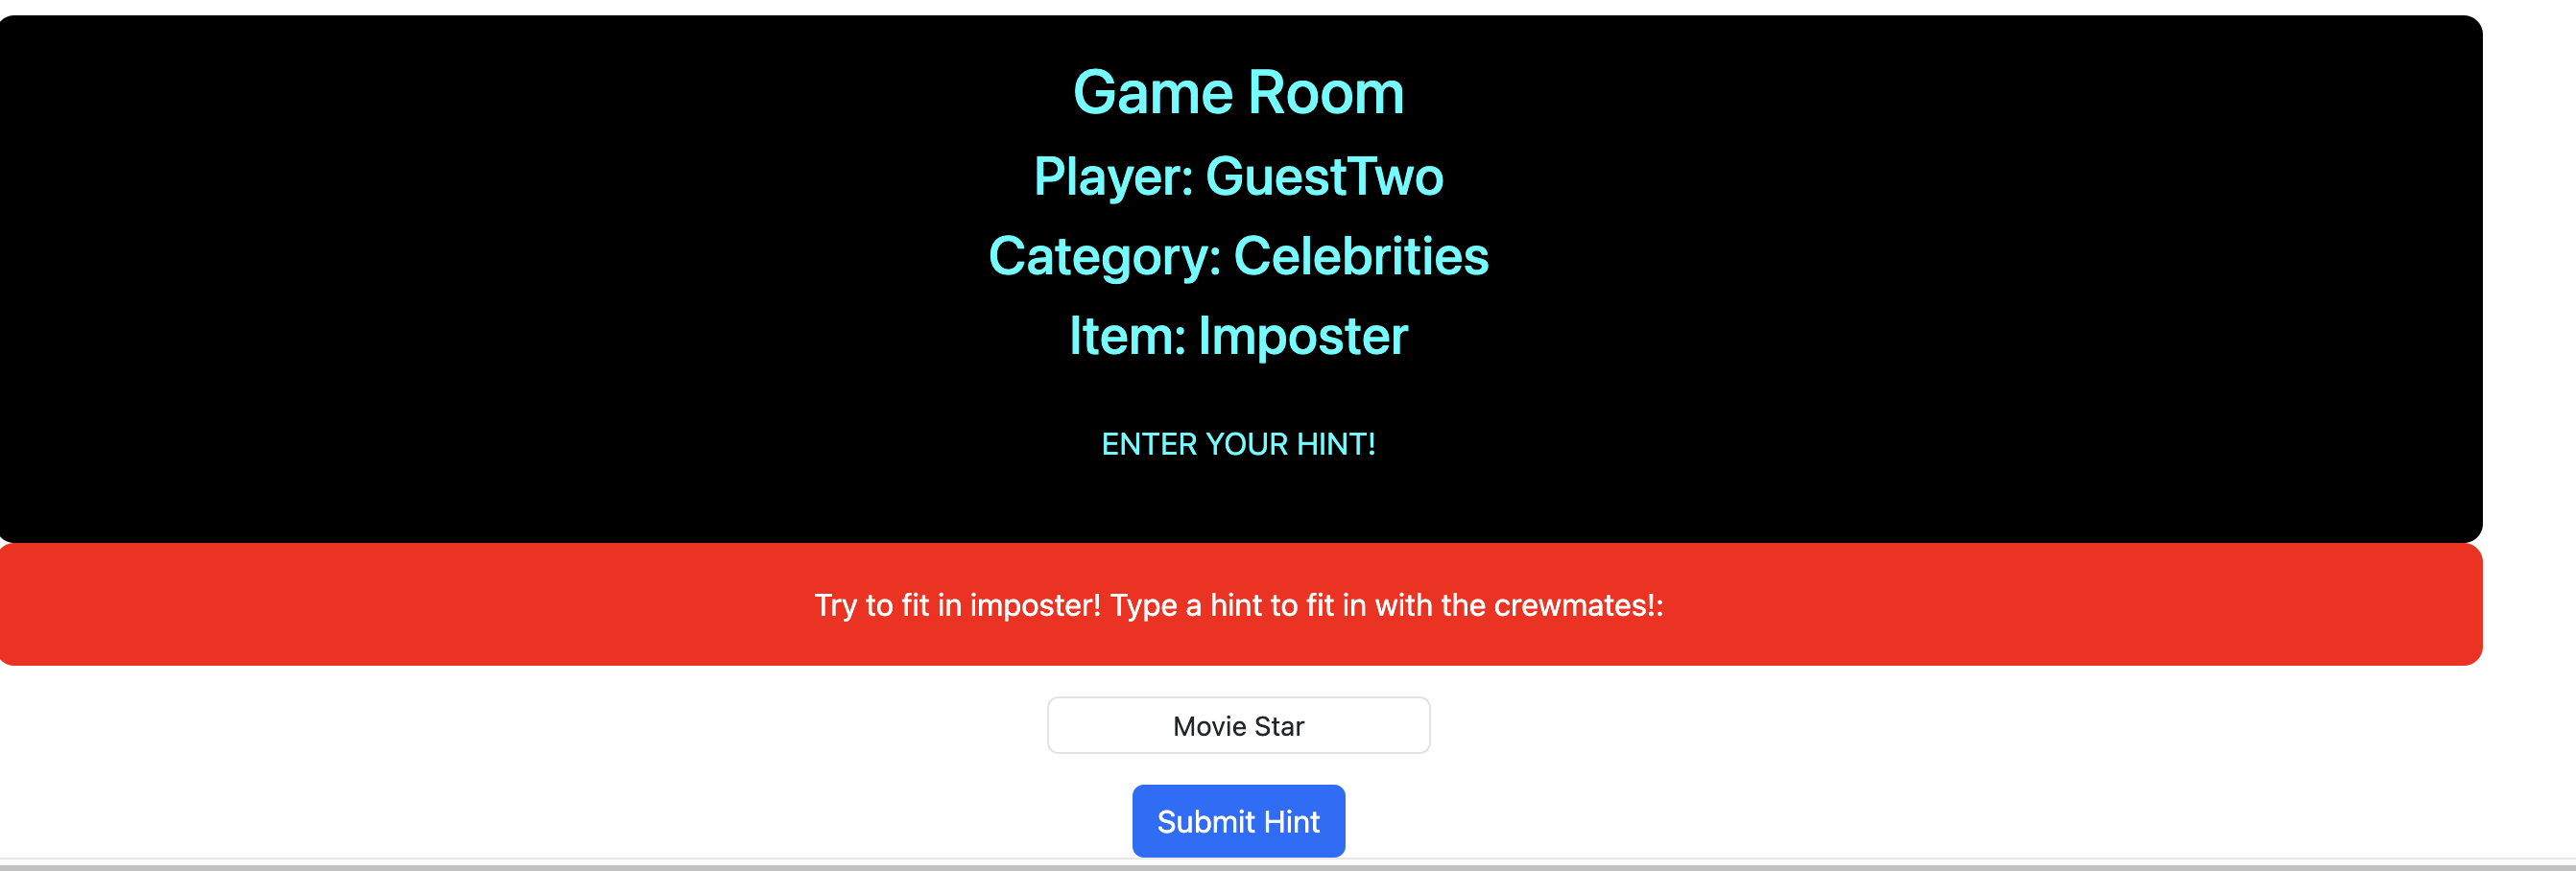 Game Room
Player: GuestTwo
Category: Celebrities
Item: Imposter
ENTER YOUR HINT!
Try to fit in imposter! Type a hint to fit in with the crewmates!:
Movie Star
Submit Hint